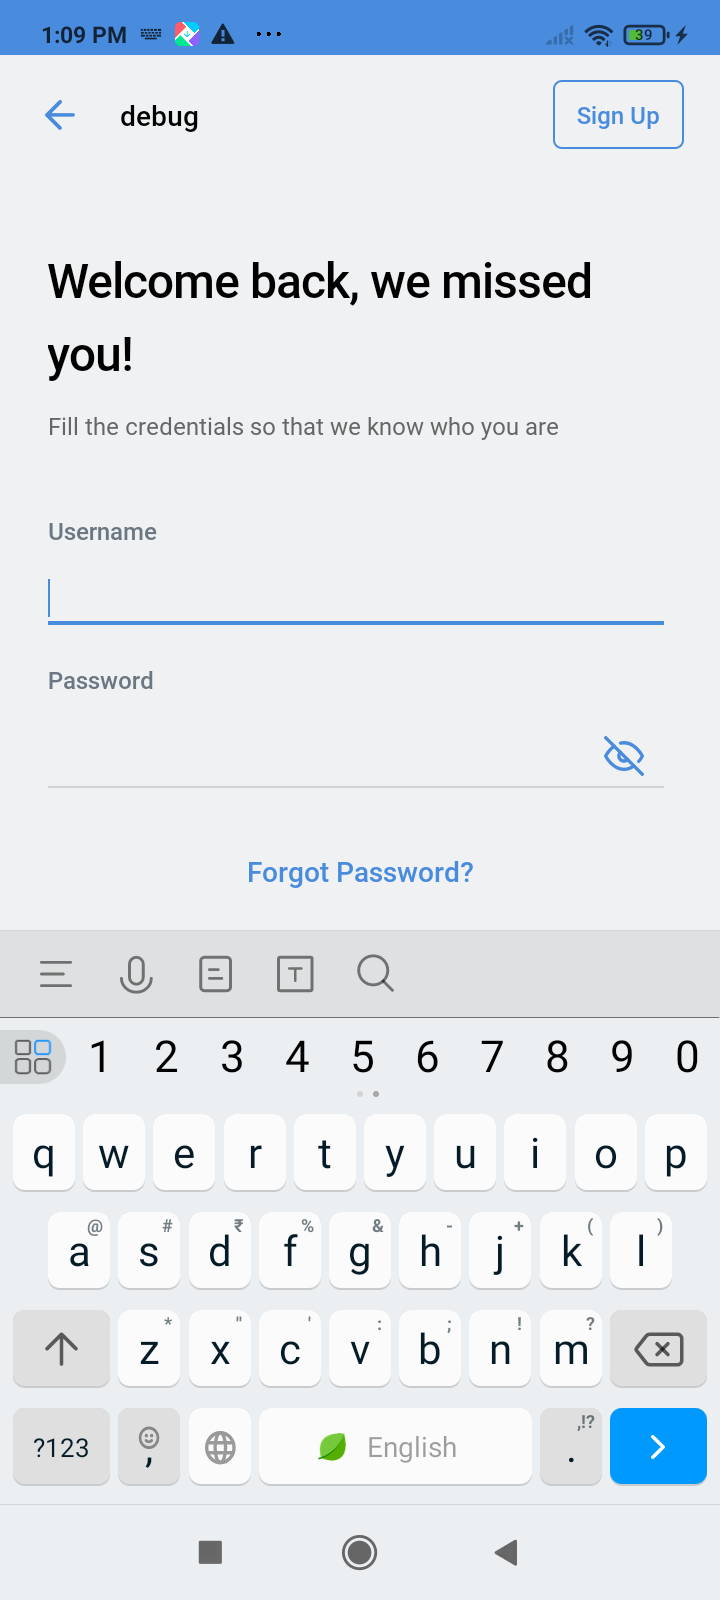 1:09 PM
39
debug
Sign Up
Welcome back, we missed
you!
Fill the credentials so that we know who you are
Username
Password
Forgot Password?
T
1 2 3 4 5 6 7 8 9 0
q w e r t y u i o p
@ # ₹ % & - + ( )
a s d f g h j k l
* " ' : ; ! ?
z x c v b n m
,!?
?123 , English .